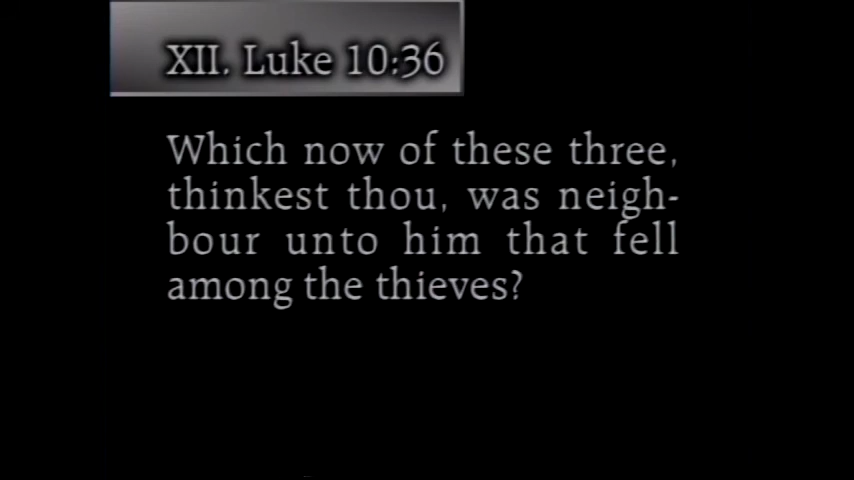 XII. Luke 10:36
Which now of these three,
thinkest thou, was neigh-
bour unto him that fell
among the thieves?